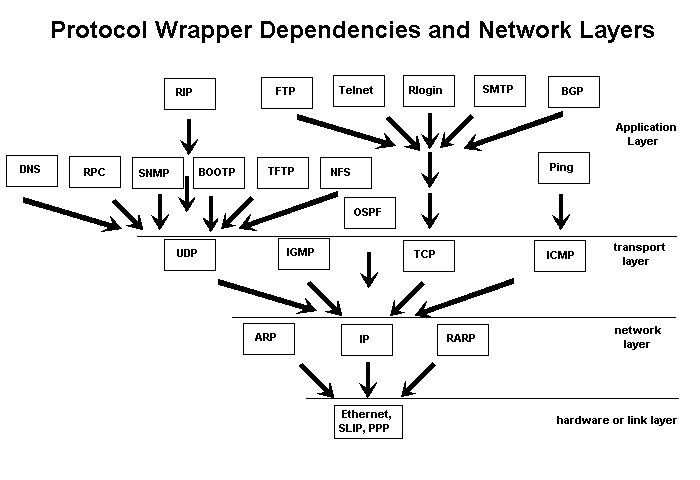 Protocol Wrapper Dependencies and Network Layers
RIP
FTP
Telnet
Rlogin
SMTP
BGP
Application
Layer
DNS
RPC
SNMP
BOOTP
TFTP
NFS
Ping
OSPF
UDP
IGMP
TCP
ICMP
transport
layer
ARP
IP
RARP
network
layer
Ethernet,
SLIP, PPP
hardware or link layer